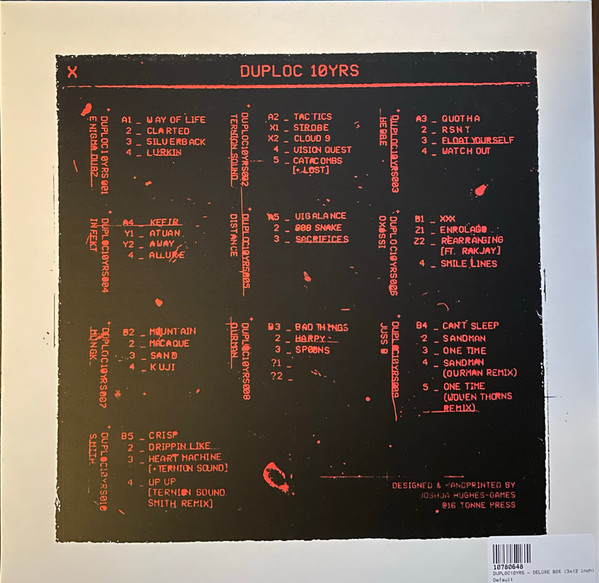 X
DUPLOC 10YRS
DUPLOC10YRS001
ENIGMA DUBZ
A1 _ WAY OF LIFE
2 _ CLARTED
3 _ SILVERBACK
4 _ LURKIN
DUPLOC10YRS002
TERNION SOUND
A2 _ TACTICS
X1 _ STROBE
X2 _ CLOUD 9
4 _ VISION QUEST
5 _ CATACOMBS
[+ LOST]
DUPLOC10YRS003
HEBBE
A3 _ QUOTHA
2 _ RSNT
3 _ FLOAT YOURSELF
4 _ WATCH OUT
DUPLOC10YRS004
INFEKT
A4 _ KEFIR
Y1 _ ATUAN
Y2 _ AWAY
4 _ ALLURE
DUPLOC10YRS005
DISTANCE
A5 _ VIGALANCE
2 _ 808 SNAKE
3 _ SACRIFICES
DUPLOC10YRS006
OXOSSI
B1 _ XXX
Z1 _ ENROLAGO
Z2 _ REARRANGING
[FT. RAKJAY]
4 _ SMILE LINES
DUPLOC10YRS007
MUNGK
B2 _ MOUNTAIN
2 _ MACAQUE
3 _ SAND
4 _ KUJI
DUPLOC10YRS008
OURMAN
B3 _ BAD THINGS
2 _ HARPY
3 _ SPOONS
?1 _
?2 _
DUPLOC10YRS009
JUSS B
B4 _ CAN'T SLEEP
2 _ SANDMAN
3 _ ONE TIME
4 _ SANDMAN
(OURMAN REMIX)
5 _ ONE TIME
(WOVEN THORNS
REMIX)
DUPLOC10YRS010
SMITH
B5 _ CRISP
2 _ DRIPPIN LIKE
3 _ HEART MACHINE
[+ TERNION SOUND]
4 _ UP UP
[TERNION SOUND
SMITH REMIX]
DESIGNED & HANDPRINTED BY
JOSHUA HUGHES-GAMES
@16 TONNE PRESS
10780648
DUPLOC10YRS - DELUXE BOX (3x12 inch)
Default